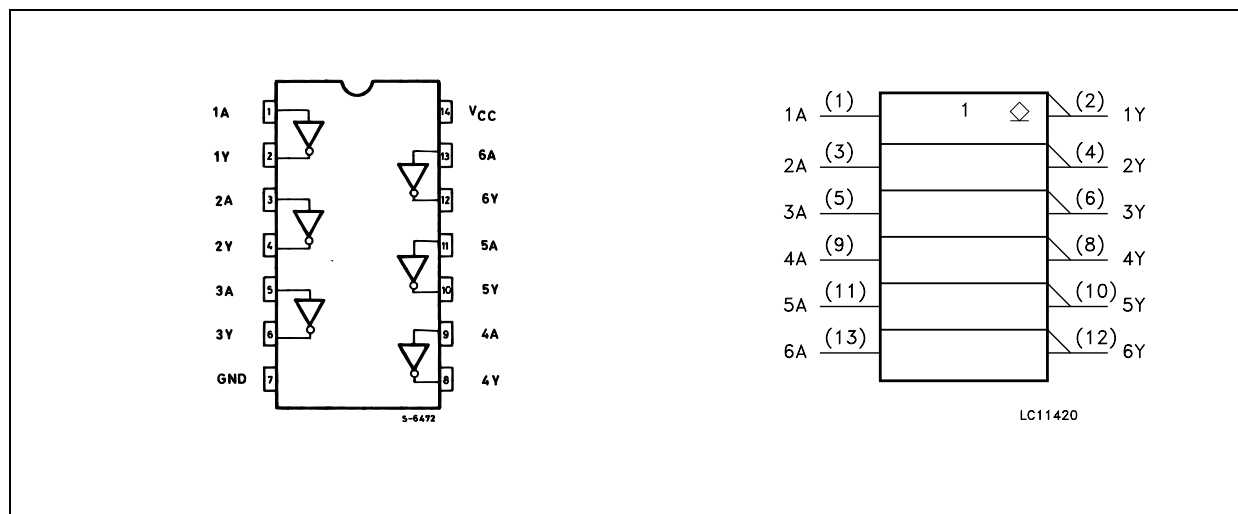 1A 1 14 VCC
1Y 2 13 6A
2A 3 12 6Y
2Y 4 11 5A
3A 5 10 5Y
3Y 6 9 4A
GND 7 8 4Y
S-6472
1A (1) 1 (2) 1Y
2A (3) (4) 2Y
3A (5) (6) 3Y
4A (9) (8) 4Y
5A (11) (10) 5Y
6A (13) (12) 6Y
LC11420